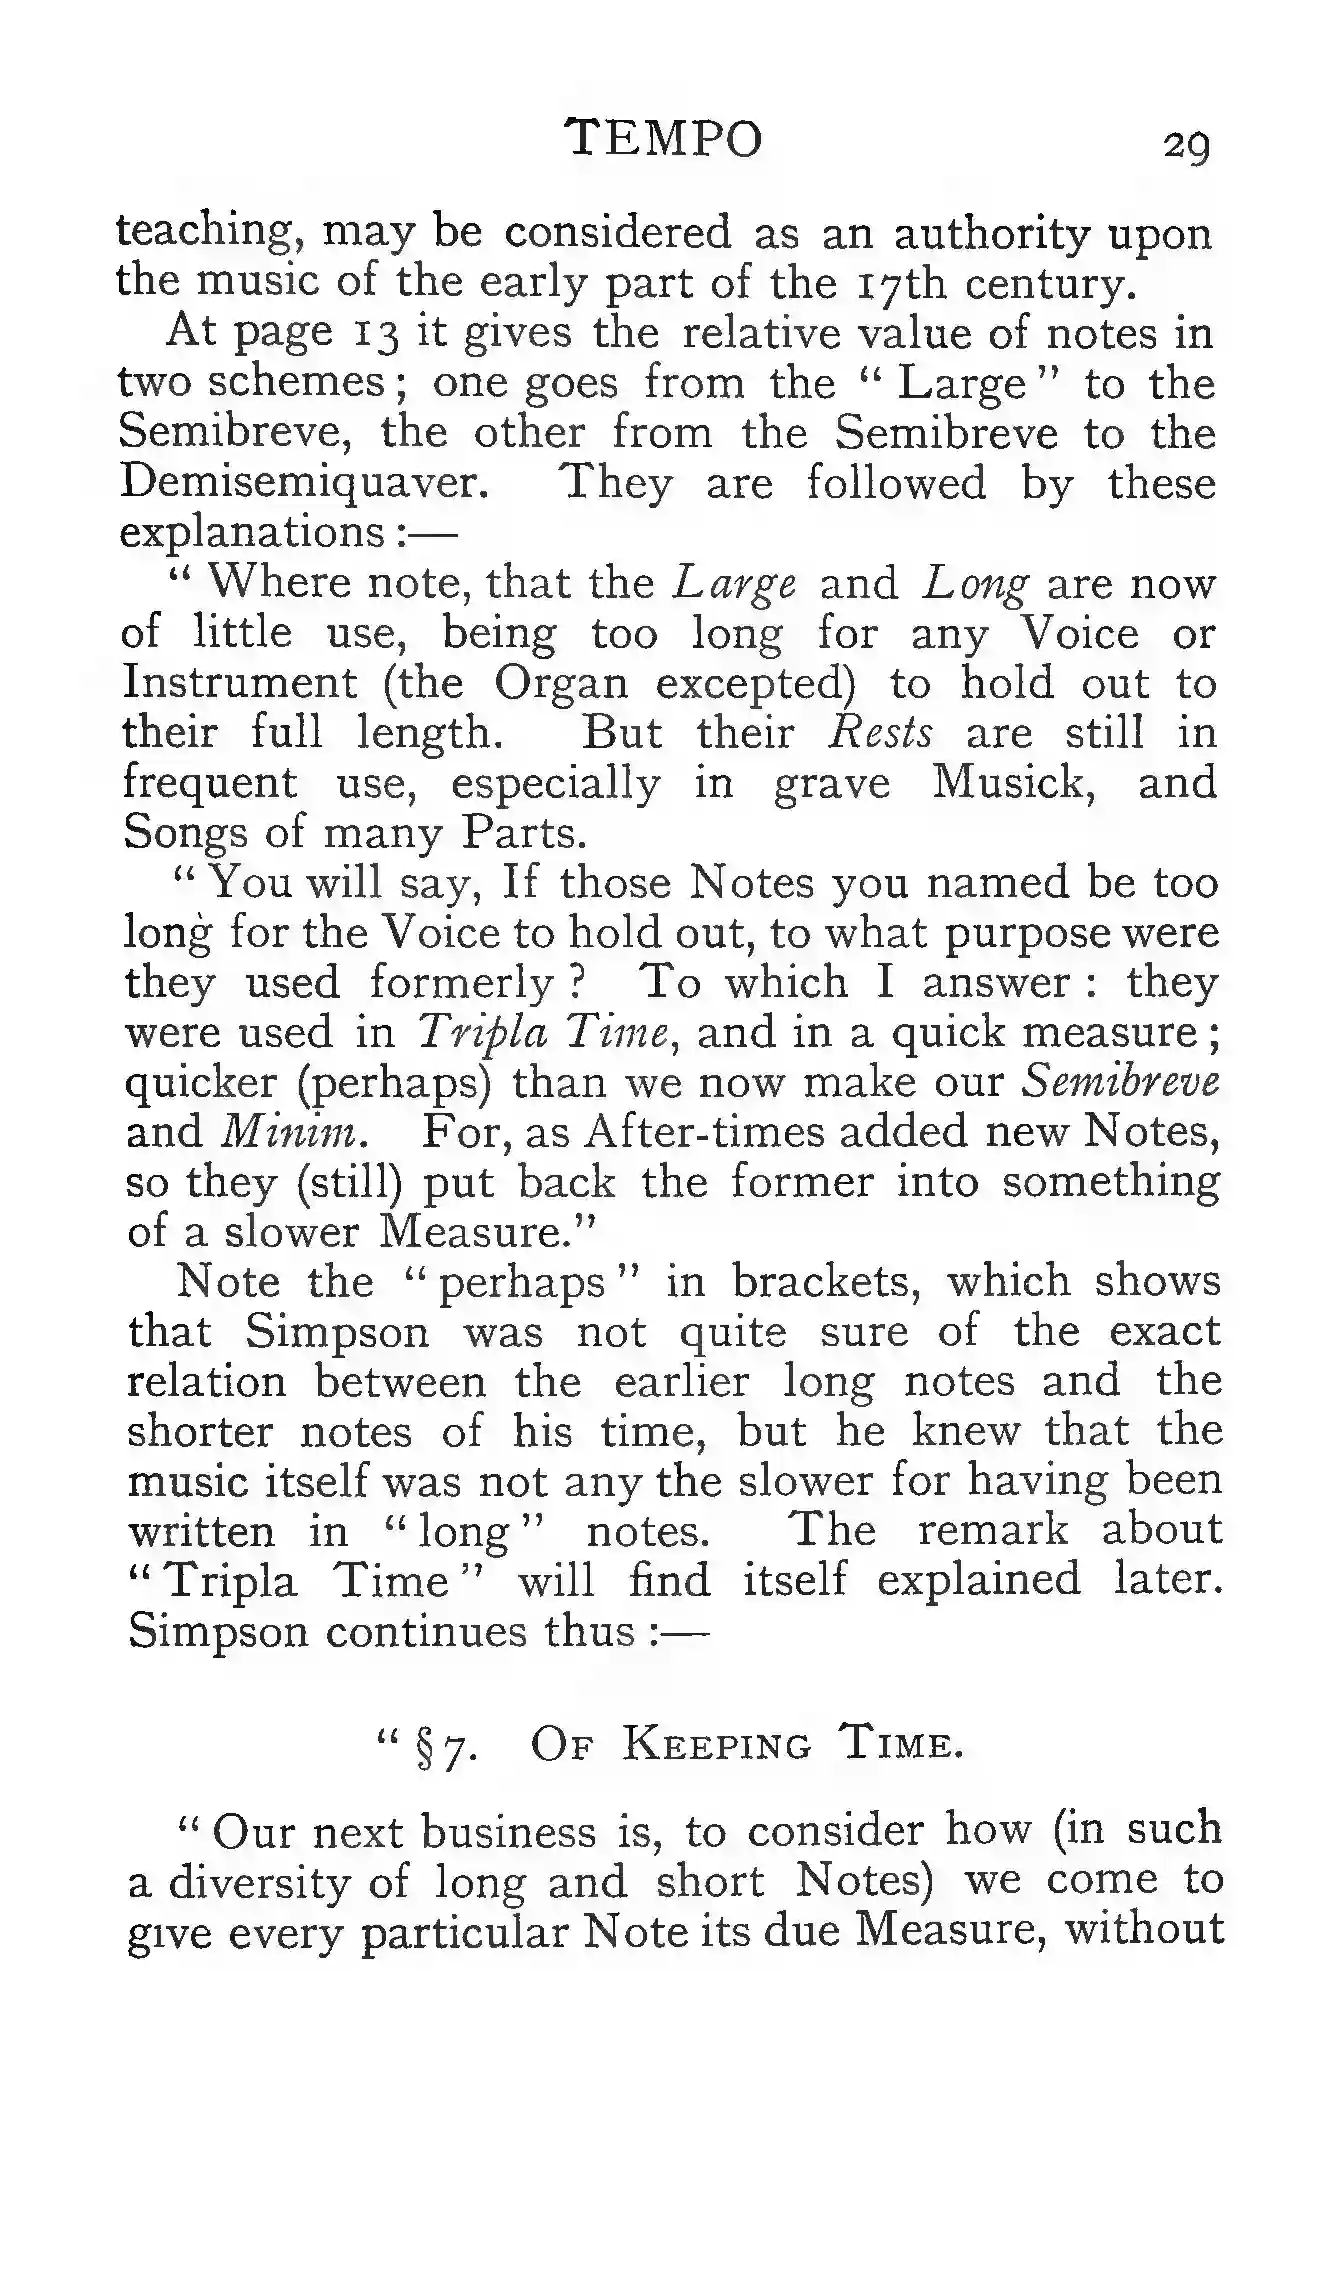 TEMPO 29
teaching, may be considered as an authority upon
the music of the early part of the 17th century.
At page 13 it gives the relative value of notes in
two schemes; one goes from the “Large” to the
Semibreve, the other from the Semibreve to the
Demisemiquaver. They are followed by these
explanations:—
“Where note, that the Large and Long are now
of little use, being too long for any Voice or
Instrument (the Organ excepted) to hold out to
their full length. But their Rests are still in
frequent use, especially in grave Musick, and
Songs of many Parts.
“You will say, If those Notes you named be too
long for the Voice to hold out, to what purpose were
they used formerly? To which I answer: they
were used in Tripla Time, and in a quick measure;
quicker (perhaps) than we now make our Semibreve
and Minim. For, as After-times added new Notes,
so they (still) put back the former into something
of a slower Measure.”
Note the “perhaps” in brackets, which shows
that Simpson was not quite sure of the exact
relation between the earlier long notes and the
shorter notes of his time, but he knew that the
music itself was not any the slower for having been
written in “long” notes. The remark about
“Tripla Time” will find itself explained later.
Simpson continues thus:—
“§7. Of Keeping Time.
“Our next business is, to consider how (in such
a diversity of long and short Notes) we come to
give every particular Note its due Measure, without